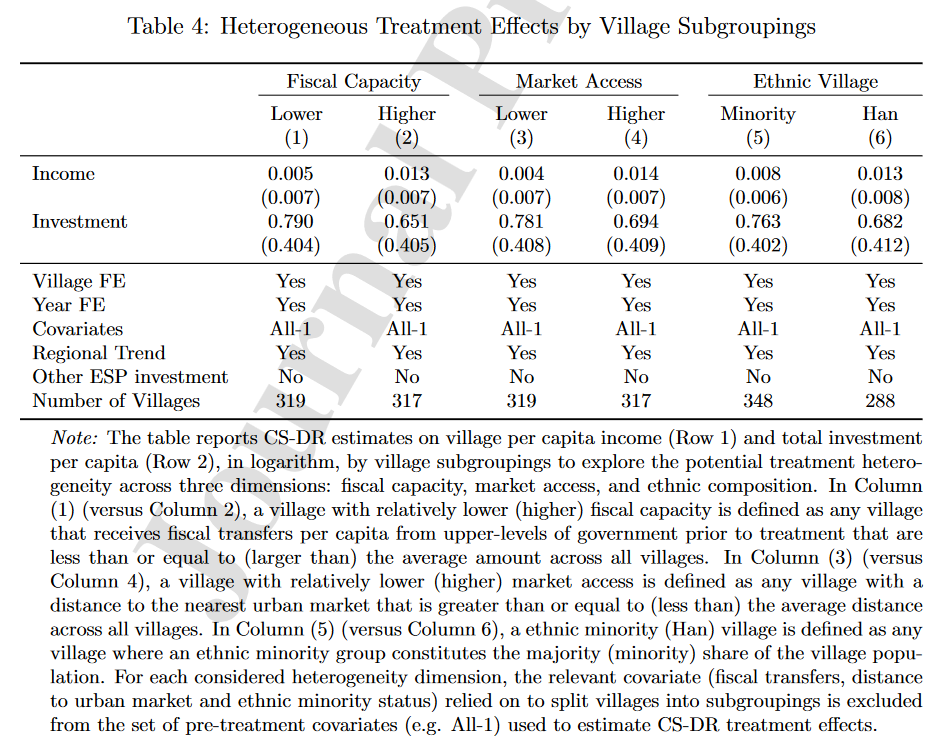 Table 4: Heterogeneous Treatment Effects by Village Subgroupings
Fiscal Capacity Market Access Ethnic Village
Lower Higher Lower Higher Minority Han
(1) (2) (3) (4) (5) (6)
Income 0.005 0.013 0.004 0.014 0.008 0.013
(0.007) (0.007) (0.007) (0.007) (0.006) (0.008)
Investment 0.790 0.651 0.781 0.694 0.763 0.682
(0.404) (0.405) (0.408) (0.409) (0.402) (0.412)
Village FE Yes Yes Yes Yes Yes Yes
Year FE Yes Yes Yes Yes Yes Yes
Covariates All-1 All-1 All-1 All-1 All-1 All-1
Regional Trend Yes Yes Yes Yes Yes Yes
Other ESP investment No No No No No No
Number of Villages 319 317 319 317 348 288
Note: The table reports CS-DR estimates on village per capita income (Row 1) and total investment
per capita (Row 2), in logarithm, by village subgroupings to explore the potential treatment hetero-
geneity across three dimensions: fiscal capacity, market access, and ethnic composition. In Column
(1) (versus Column 2), a village with relatively lower (higher) fiscal capacity is defined as any village
that receives fiscal transfers per capita from upper-levels of government prior to treatment that are
less than or equal to (larger than) the average amount across all villages. In Column (3) (versus
Column 4), a village with relatively lower (higher) market access is defined as any village with a
distance to the nearest urban market that is greater than or equal to (less than) the average distance
across all villages. In Column (5) (versus Column 6), a ethnic minority (Han) village is defined as any
village where an ethnic minority group constitutes the majority (minority) share of the village popu-
lation. For each considered heterogeneity dimension, the relevant covariate (fiscal transfers, distance
to urban market and ethnic minority status) relied on to split villages into subgroupings is excluded
from the set of pre-treatment covariates (e.g. All-1) used to estimate CS-DR treatment effects.
Journal